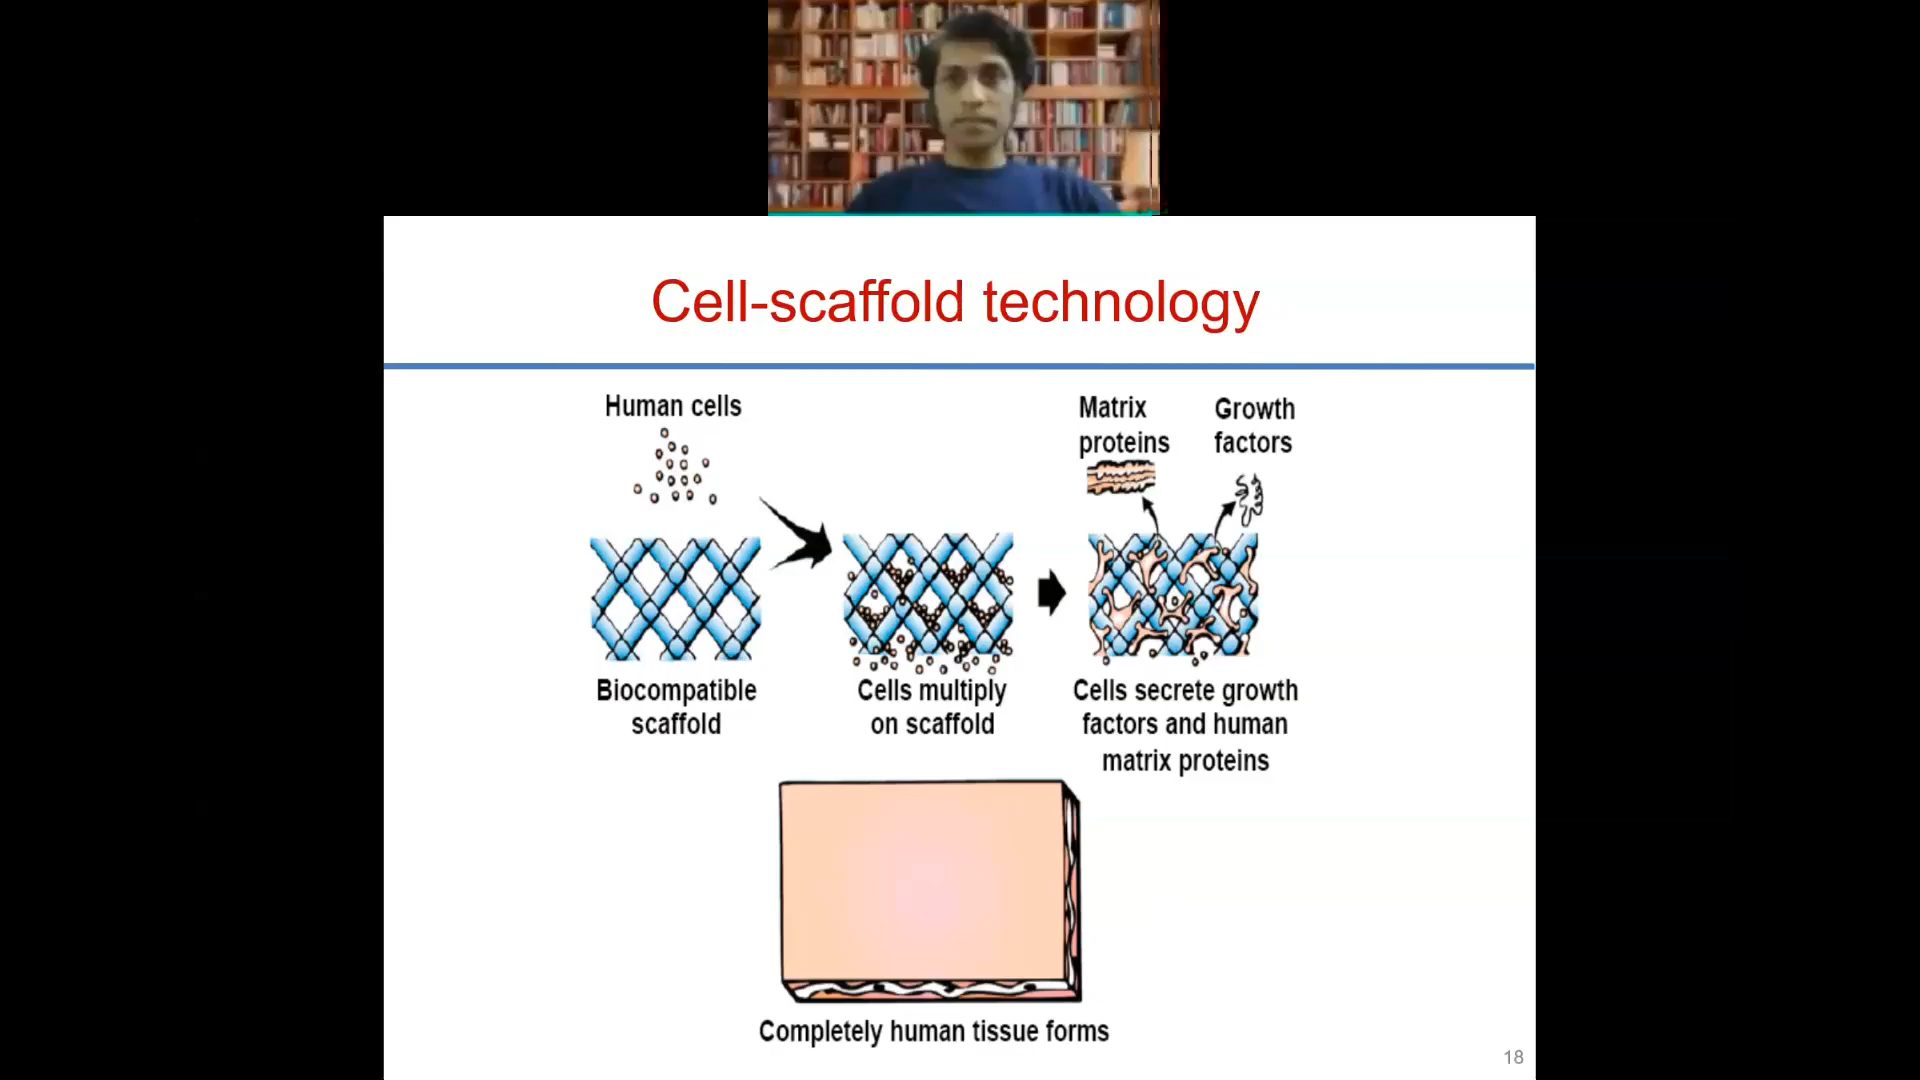 Cell-scaffold technology
Human cells
Matrix
proteins
Growth
factors
Biocompatible
scaffold
Cells multiply
on scaffold
Cells secrete growth
factors and human
matrix proteins
Completely human tissue forms
18